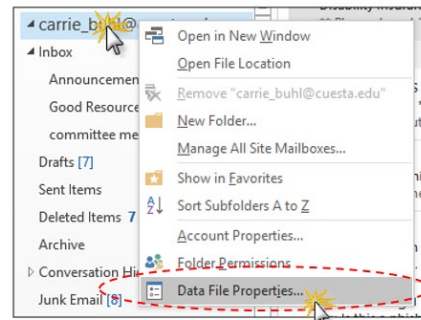 carrie_buhl@
Inbox
Announcemen
Good Resource
committee me
Drafts [7]
Sent Items
Deleted Items 7
Archive
Conversation Hi
Junk Email [8]
Open in New Window
Open File Location
Remove "carrie_buhl@cuesta.edu"
New Folder...
Manage All Site Mailboxes...
Show in Favorites
Sort Subfolders A to Z
Account Properties...
Folder Permissions
Data File Properties...